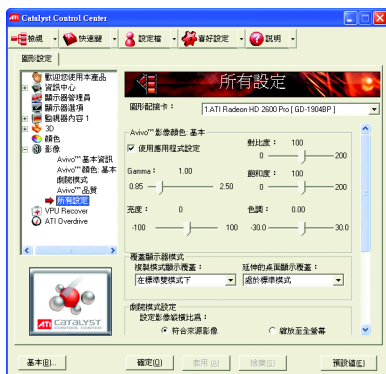 ATI Catalyst Control Center
檢視
快速鍵
設定檔
喜好設定
說明
圖形設定
歡迎您使用本產品
資訊中心
顯示器管理員
顯示器選項
監視器內容 1
3D
顏色
影像
Avivo™ 基本資訊
Avivo™ 顏色: 基本
劇院模式
Avivo™ 品質
所有設定
VPU Recover
ATI Overdrive
ATI CATALYST
CONTROL CENTER
所有設定
圖形配接卡：
1.ATI Radeon HD 2600 Pro [ GD-1904BP ]
Avivo™ 影像顏色: 基本
使用應用程式設定
對比度： 100
0 200
Gamma： 1.00
0.85 2.50
飽和度： 100
0 200
亮度： 0
-100 100
色調： 0.00
-30.0 30.0
覆蓋顯示器模式
複製模式顯示覆蓋：
在標準雙模式下
延伸的桌面顯示覆蓋：
處於標準模式
劇院模式設定
設定影像縱橫比為：
符合來源影像
縮放至全螢幕
基本(B)...
確定(O)
套用 (A)
捨棄(S)
預設值(E)